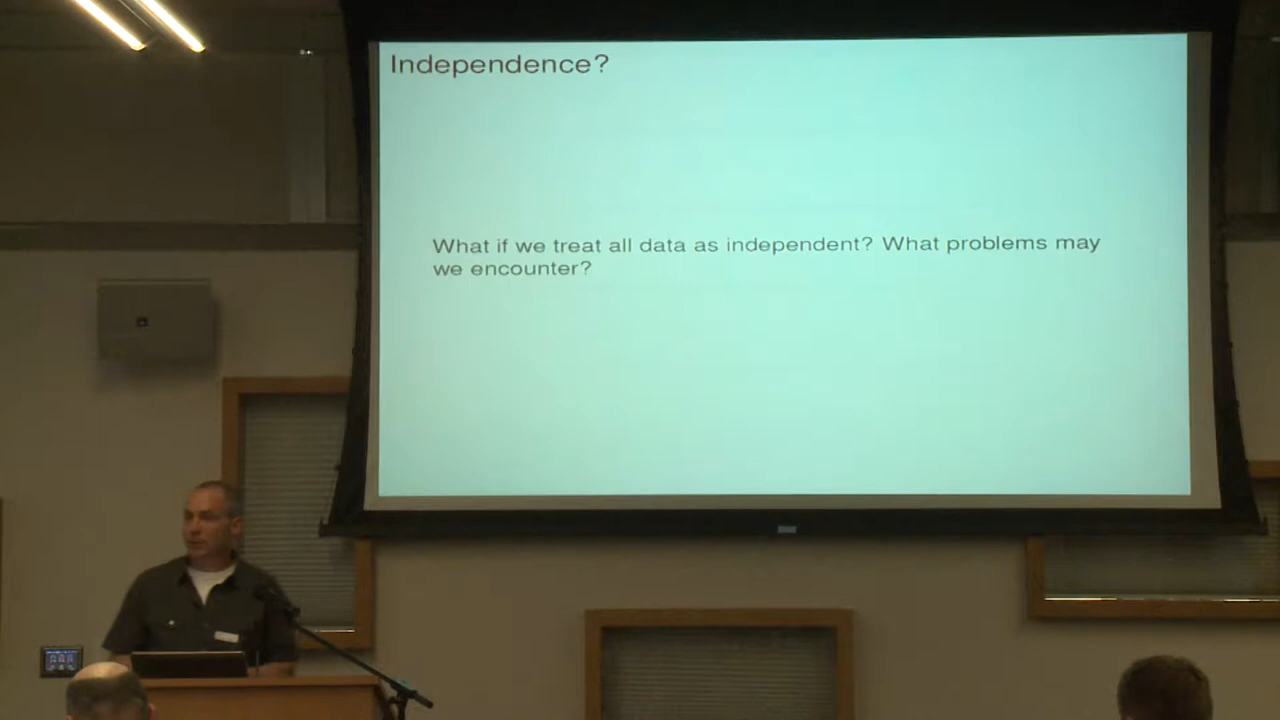 Independence?
What if we treat all data as independent? What problems may
we encounter?